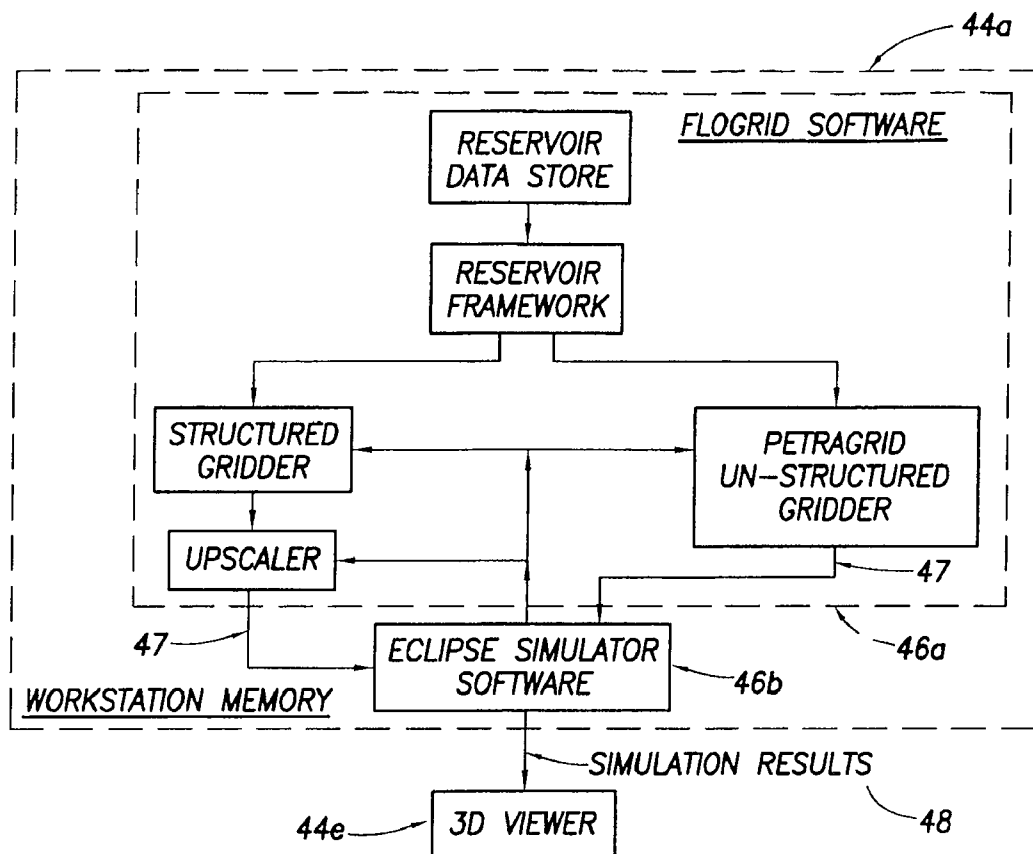 44a
FLOGRID SOFTWARE
RESERVOIR
DATA STORE
RESERVOIR
FRAMEWORK
STRUCTURED
GRIDDER
PETRAGRID
UN-STRUCTURED
GRIDDER
UPSCALER
47
47
46a
ECLIPSE SIMULATOR
SOFTWARE
46b
WORKSTATION MEMORY
SIMULATION RESULTS
48
44e
3D VIEWER